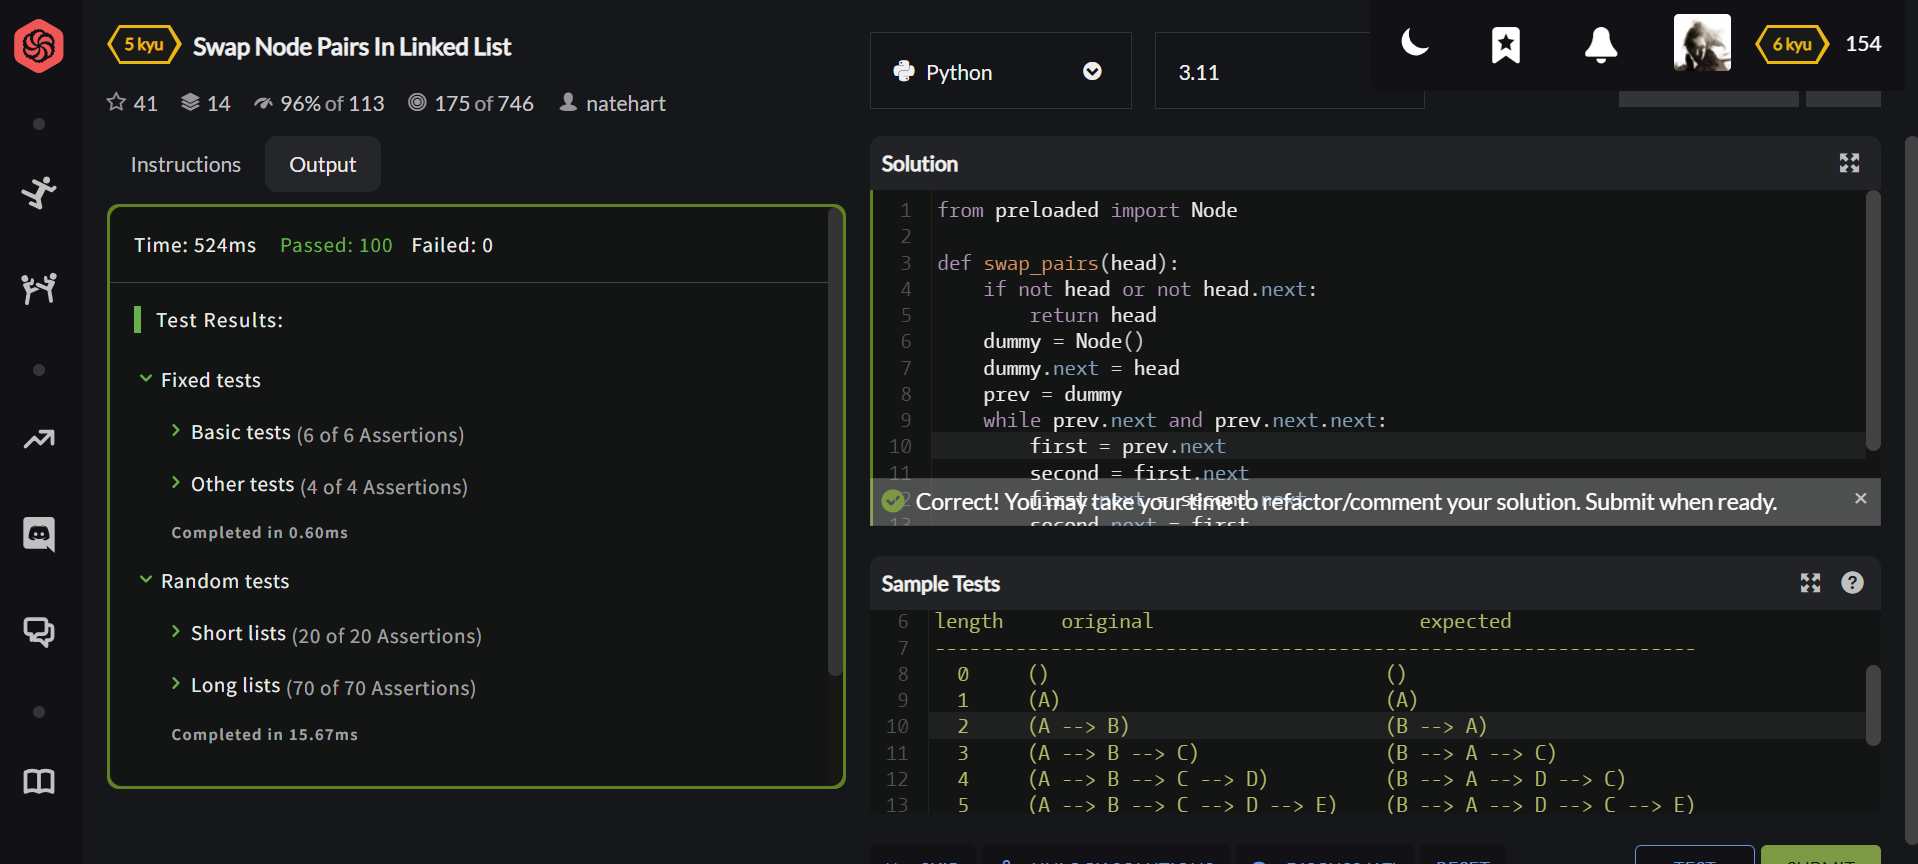 5 kyu Swap Node Pairs In Linked List
41 14 96% of 113 175 of 746 natehart
Python
3.11
6 kyu 154
Instructions Output
Time: 524ms Passed: 100 Failed: 0
Test Results:
Fixed tests
Basic tests (6 of 6 Assertions)
Other tests (4 of 4 Assertions)
Completed in 0.60ms
Random tests
Short lists (20 of 20 Assertions)
Long lists (70 of 70 Assertions)
Completed in 15.67ms
Solution
1 from preloaded import Node
2
3 def swap_pairs(head):
4 if not head or not head.next:
5 return head
6 dummy = Node()
7 dummy.next = head
8 prev = dummy
9 while prev.next and prev.next.next:
10 first = prev.next
11 second = first.next
12 first.next = second.next
Correct! You may take your time to refactor/comment your solution. Submit when ready.
13 second.next = first
Sample Tests
6 length original expected
7 ------------------------------------------------------------------
8 0 () ()
9 1 (A) (A)
10 2 (A --> B) (B --> A)
11 3 (A --> B --> C) (B --> A --> C)
12 4 (A --> B --> C --> D) (B --> A --> D --> C)
13 5 (A --> B --> C --> D --> E) (B --> A --> D --> C --> E)
RESET TEST SUBMIT